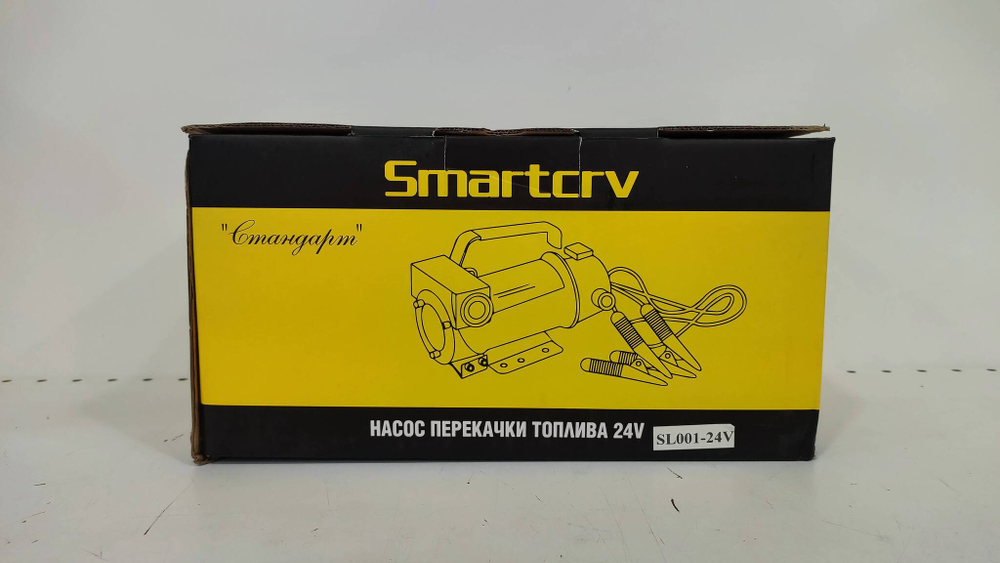 Smartcrv
"Стандарт"
НАСОС ПЕРЕКАЧКИ ТОПЛИВА 24V
SL001-24V